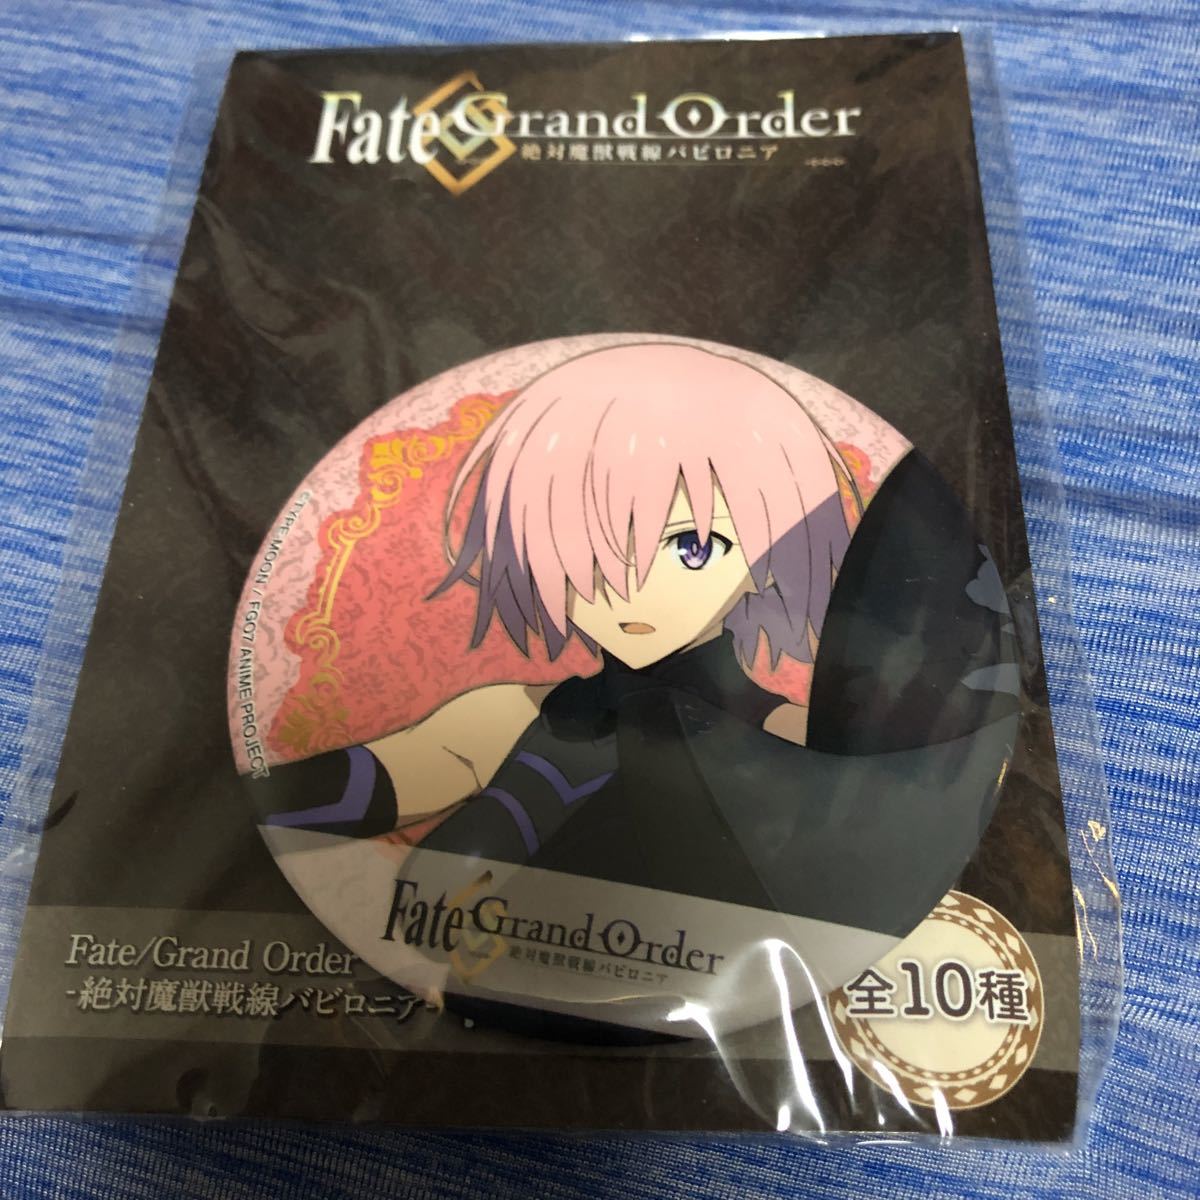 Fate Grand Order
絶対魔獣戦線バビロニア
©TYPE MOON / FGO7 ANIME PROJECT
Fate Grand Order
絶対魔獣戦線バビロニア
Fate/Grand Order
-絶対魔獣戦線バビロニア-
全10種